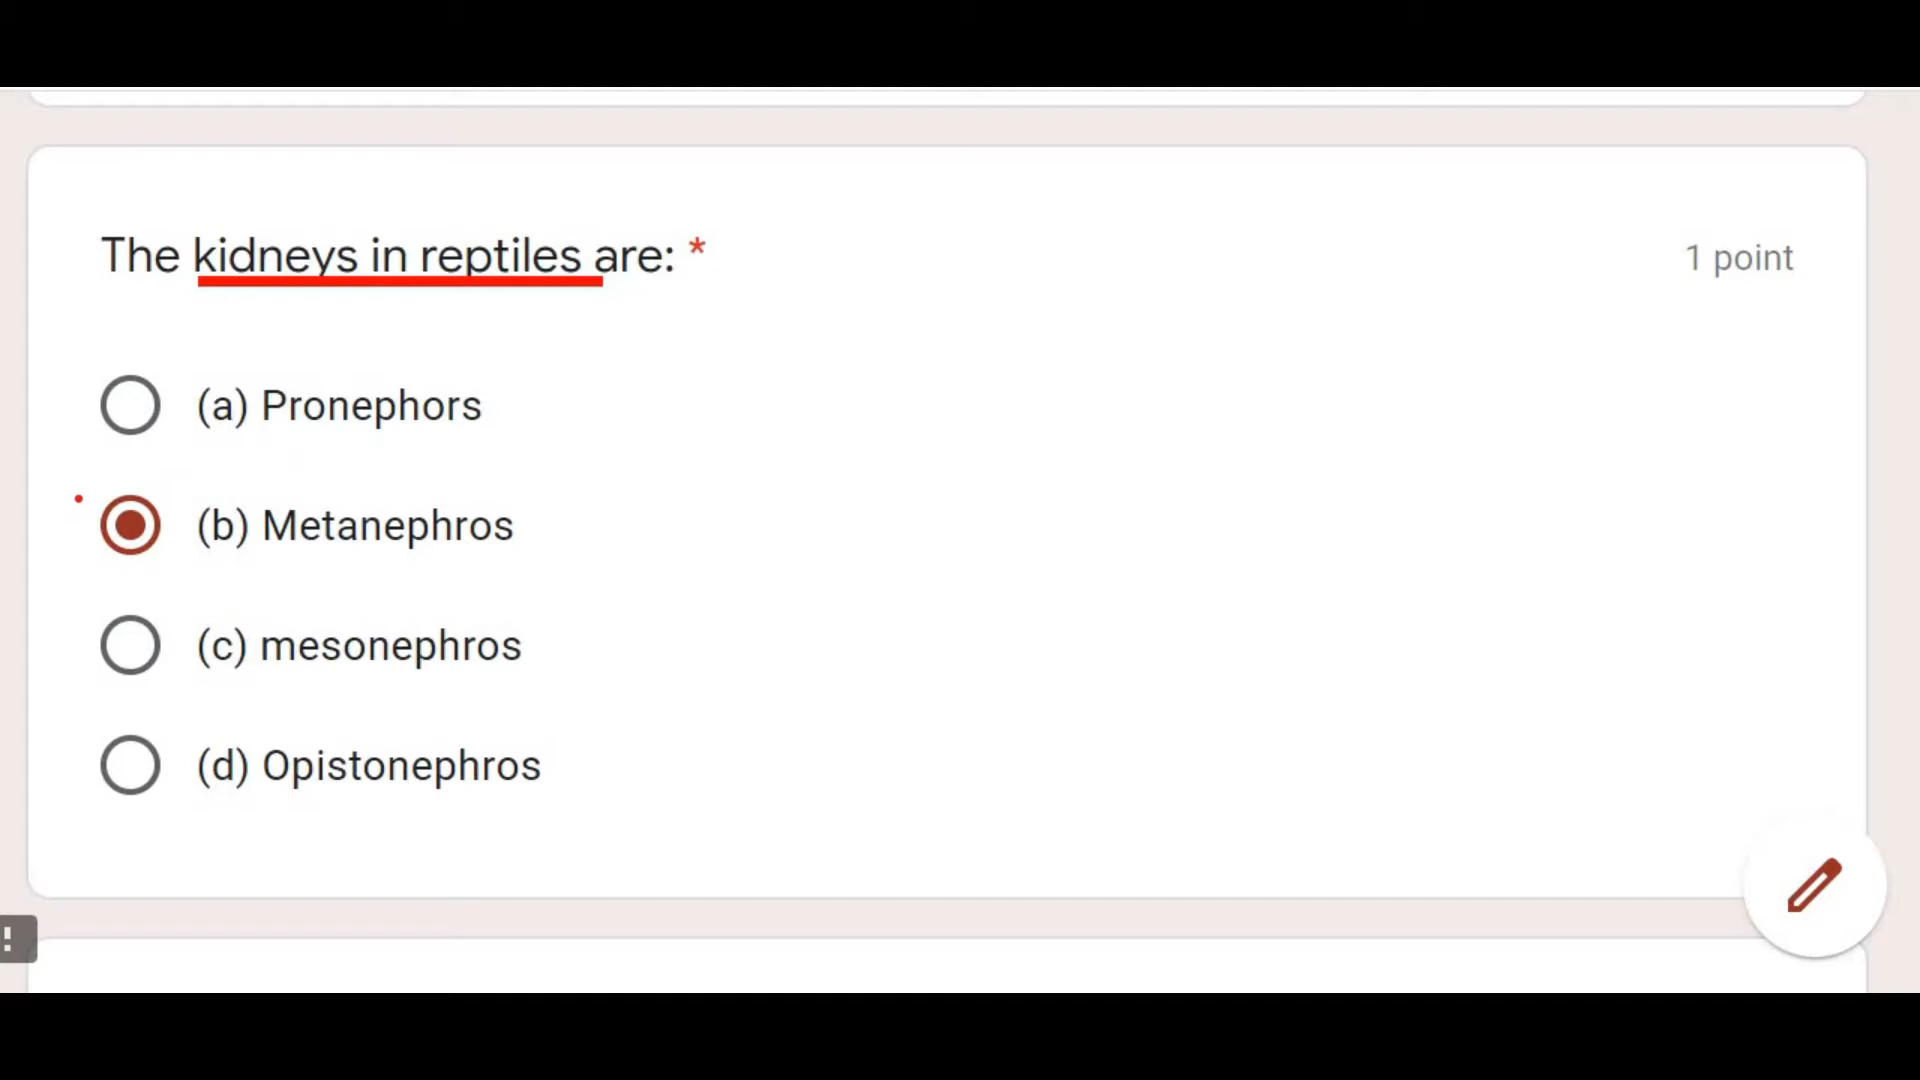 The kidneys in reptiles are: *
1 point
(a) Pronephors
(b) Metanephros
(c) mesonephros
(d) Opistonephros